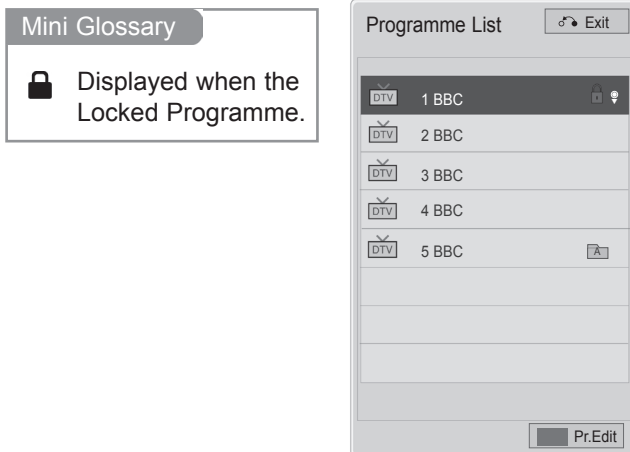 Mini Glossary
Displayed when the
Locked Programme.
Programme List
Exit
DTV 1 BBC
DTV 2 BBC
DTV 3 BBC
DTV 4 BBC
DTV 5 BBC A
Pr.Edit